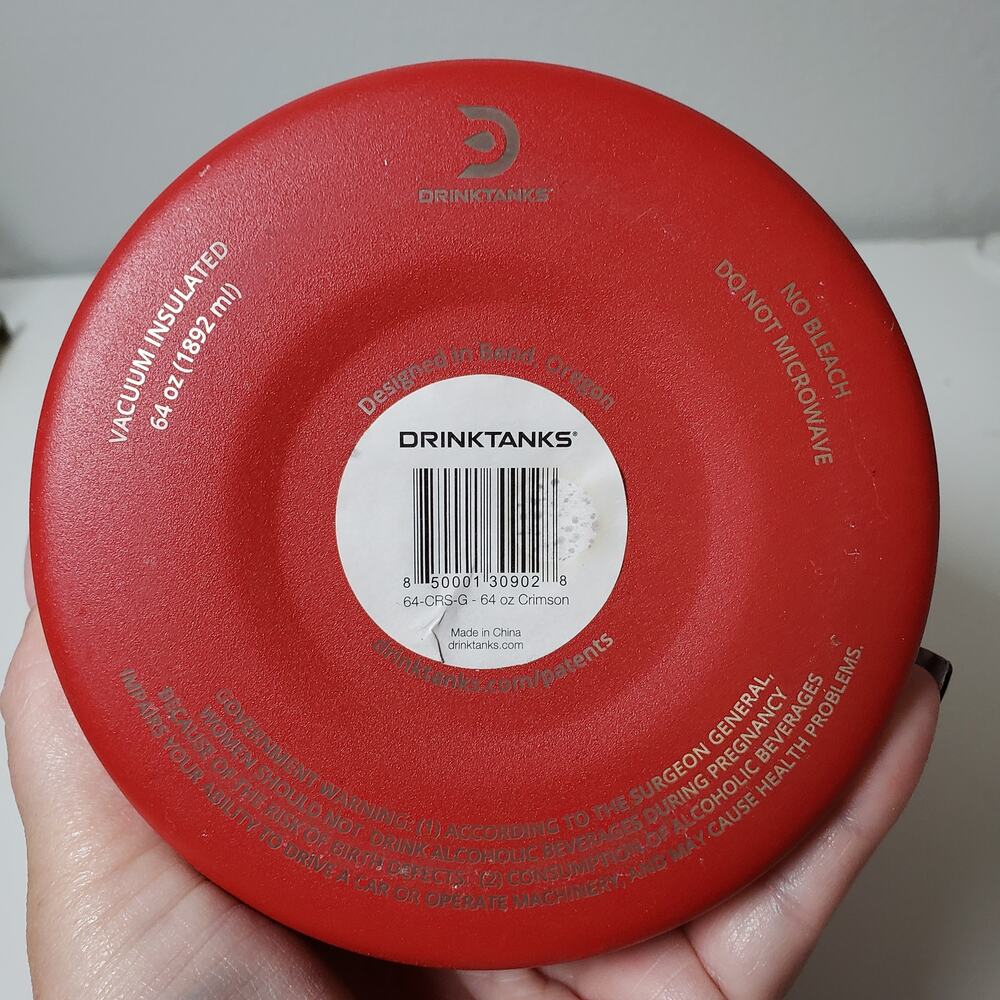 DRINKTANKS®
VACUUM INSULATED
64 oz (1892 ml)
NO BLEACH
DO NOT MICROWAVE
Designed in Bend, Oregon
DRINKTANKS®
8 50001 30902 8
64-CRS-G - 64 oz Crimson
Made in China
drinktanks.com
drinktanks.com/patents
GOVERNMENT WARNING: (1) ACCORDING TO THE SURGEON GENERAL,
WOMEN SHOULD NOT DRINK ALCOHOLIC BEVERAGES DURING PREGNANCY
BECAUSE OF THE RISK OF BIRTH DEFECTS. (2) CONSUMPTION OF ALCOHOLIC BEVERAGES
IMPAIRS YOUR ABILITY TO DRIVE A CAR OR OPERATE MACHINERY, AND MAY CAUSE HEALTH PROBLEMS.